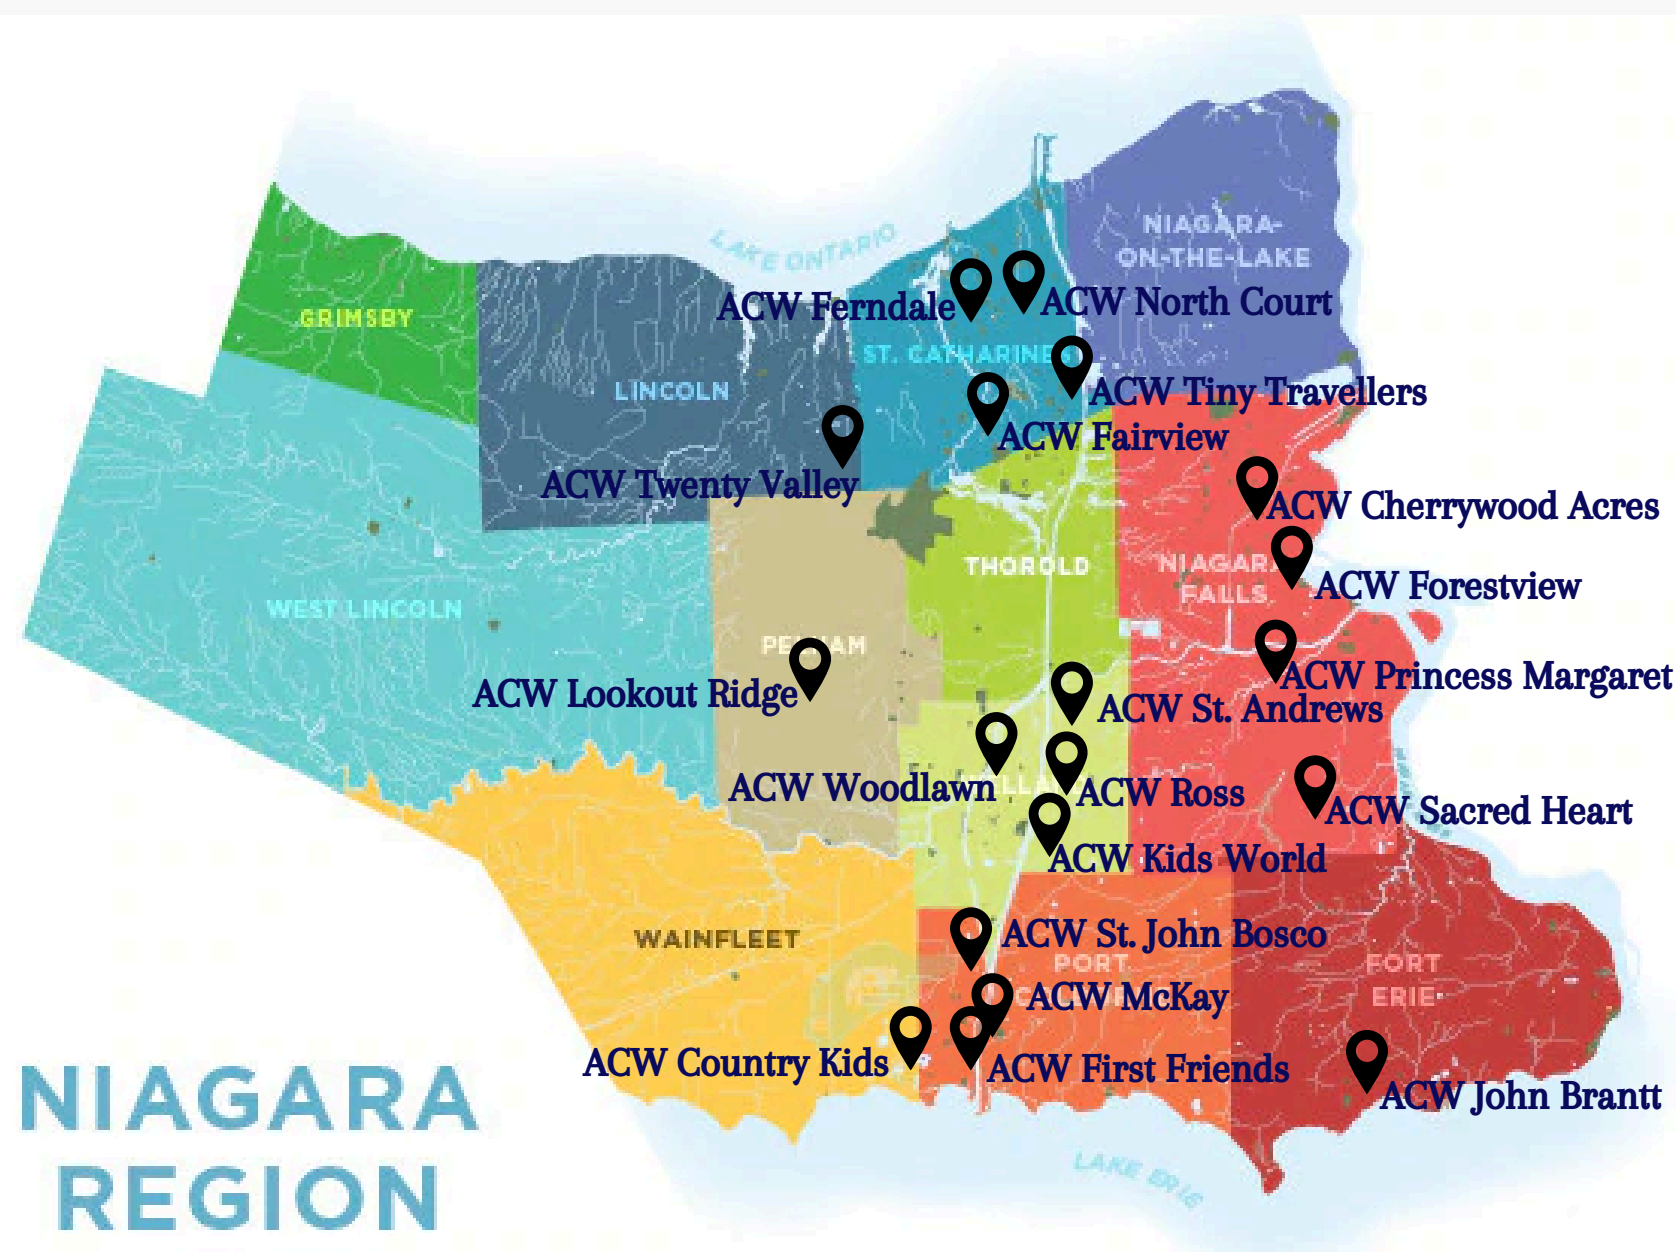 NIAGARA-
ON-THE-LAKE
LAKE ONTARIO
GRIMSBY
ACW Ferndale
ACW North Court
ST. CATHARINES
LINCOLN
ACW Tiny Travellers
ACW Fairview
ACW Twenty Valley
ACW Cherrywood Acres
THOROLD
NIAGARA
FALLS
ACW Forestview
WEST LINCOLN
PELHAM
ACW Lookout Ridge
ACW Princess Margaret
ACW St. Andrews
ACW Woodlawn
ACW Ross
ACW Sacred Heart
ACW Kids World
WAINFLEET
ACW St. John Bosco
PORT
FORT
ERIE
ACW McKay
ACW Country Kids
ACW First Friends
ACW John Brantt
NIAGARA
REGION
LAKE ERIE